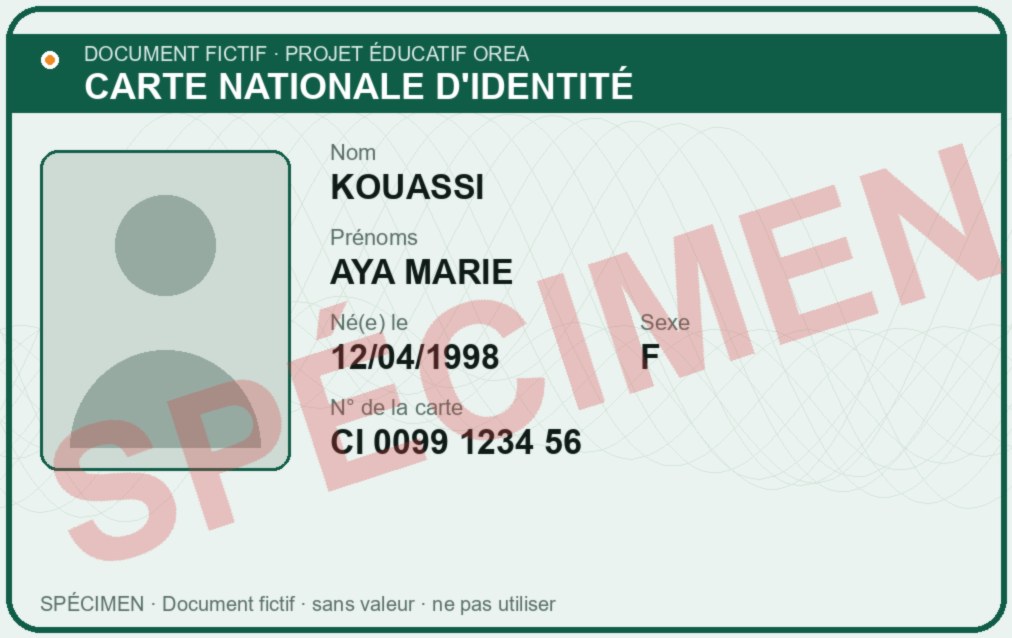 DOCUMENT FICTIF · PROJET ÉDUCATIF OREA
CARTE NATIONALE D'IDENTITÉ
Nom
KOUASSI
Prénoms
AYA MARIE
Né(e) le
12/04/1998
Sexe
F
N° de la carte
CI 0099 1234 56
SPÉCIMEN
SPÉCIMEN · Document fictif · sans valeur · ne pas utiliser